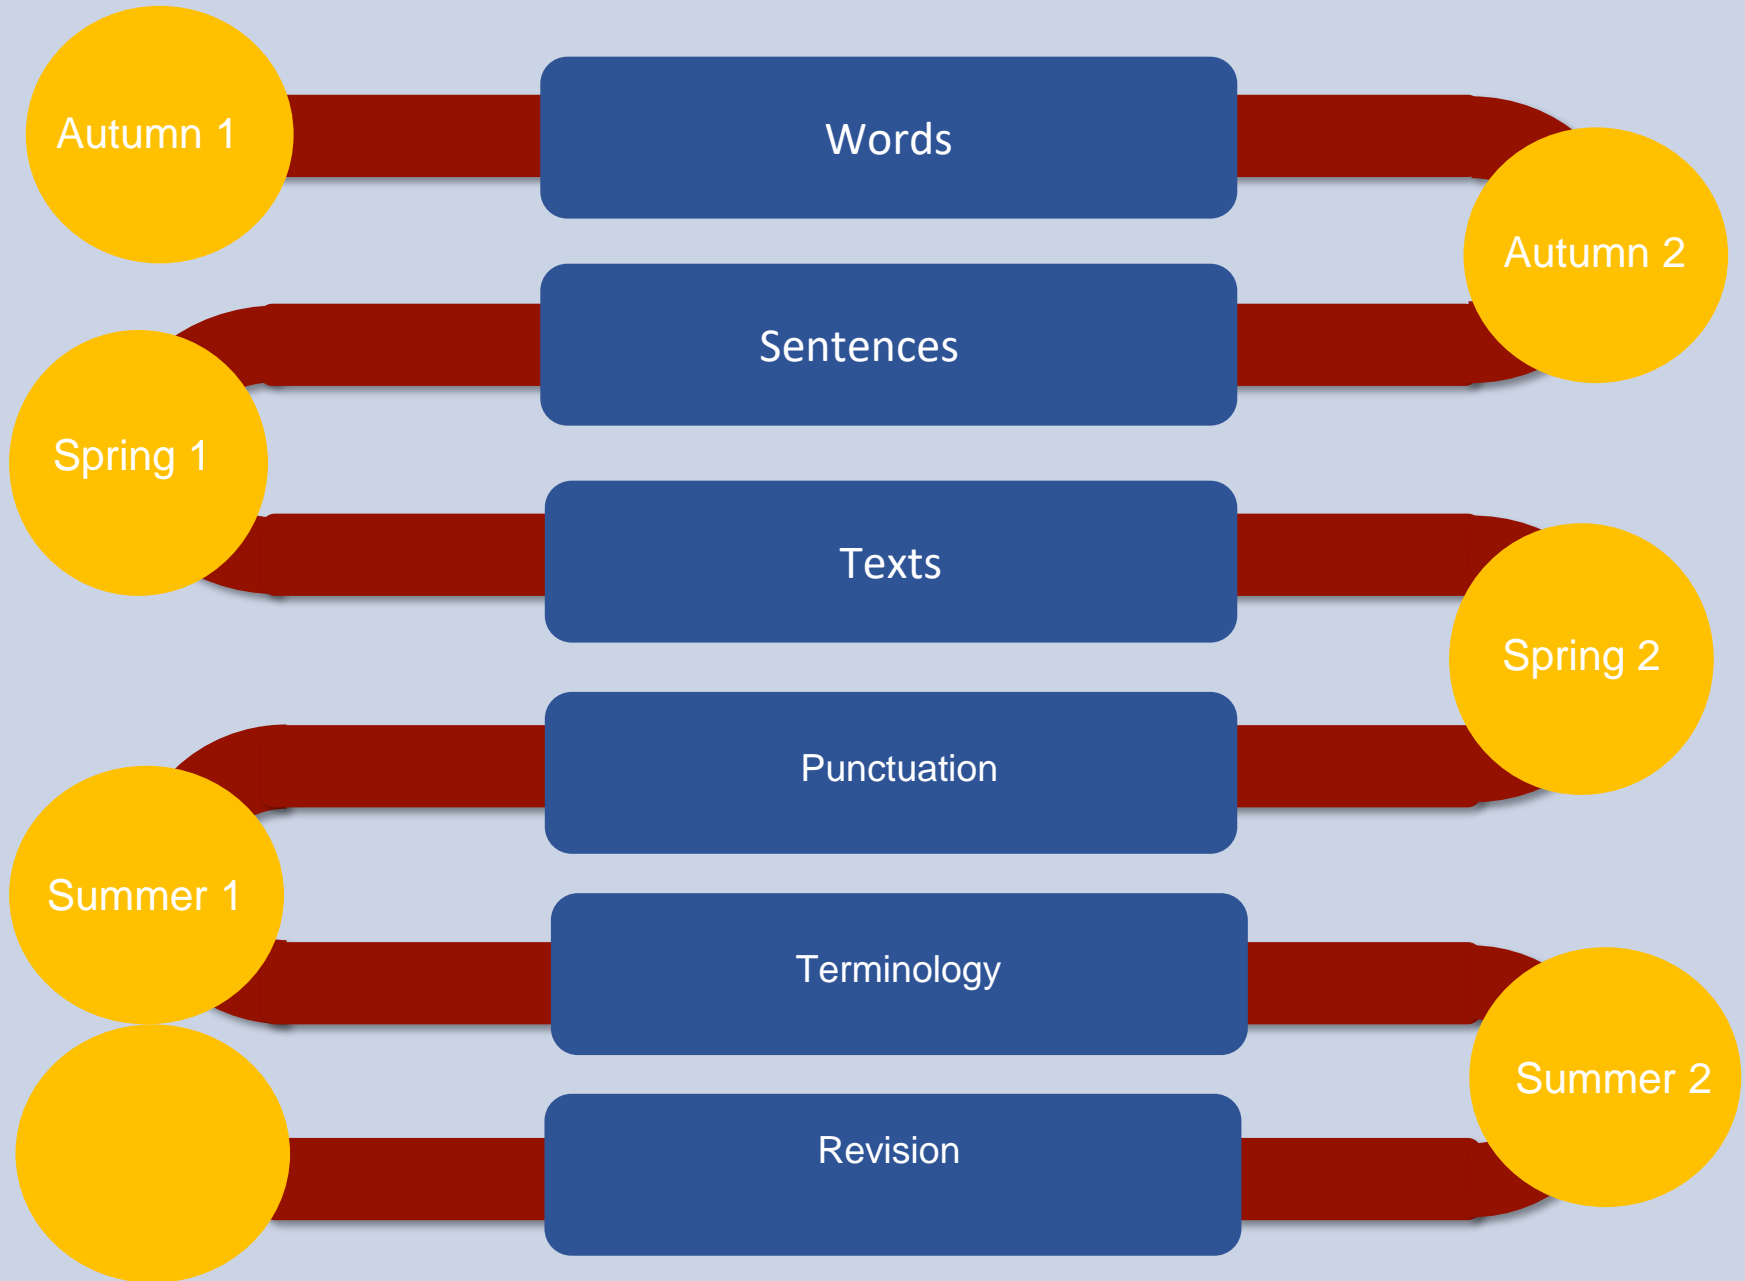 Autumn 1
Words
Autumn 2
Sentences
Spring 1
Texts
Spring 2
Punctuation
Summer 1
Terminology
Summer 2
Revision